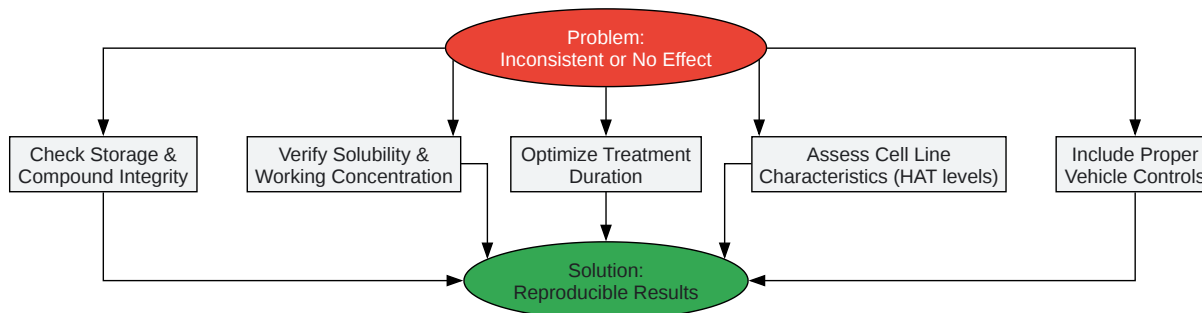 Problem:
Inconsistent or No Effect
Check Storage &
Compound Integrity
Verify Solubility &
Working Concentration
Optimize Treatment
Duration
Assess Cell Line
Characteristics (HAT levels)
Include Proper
Vehicle Controls
Solution:
Reproducible Results